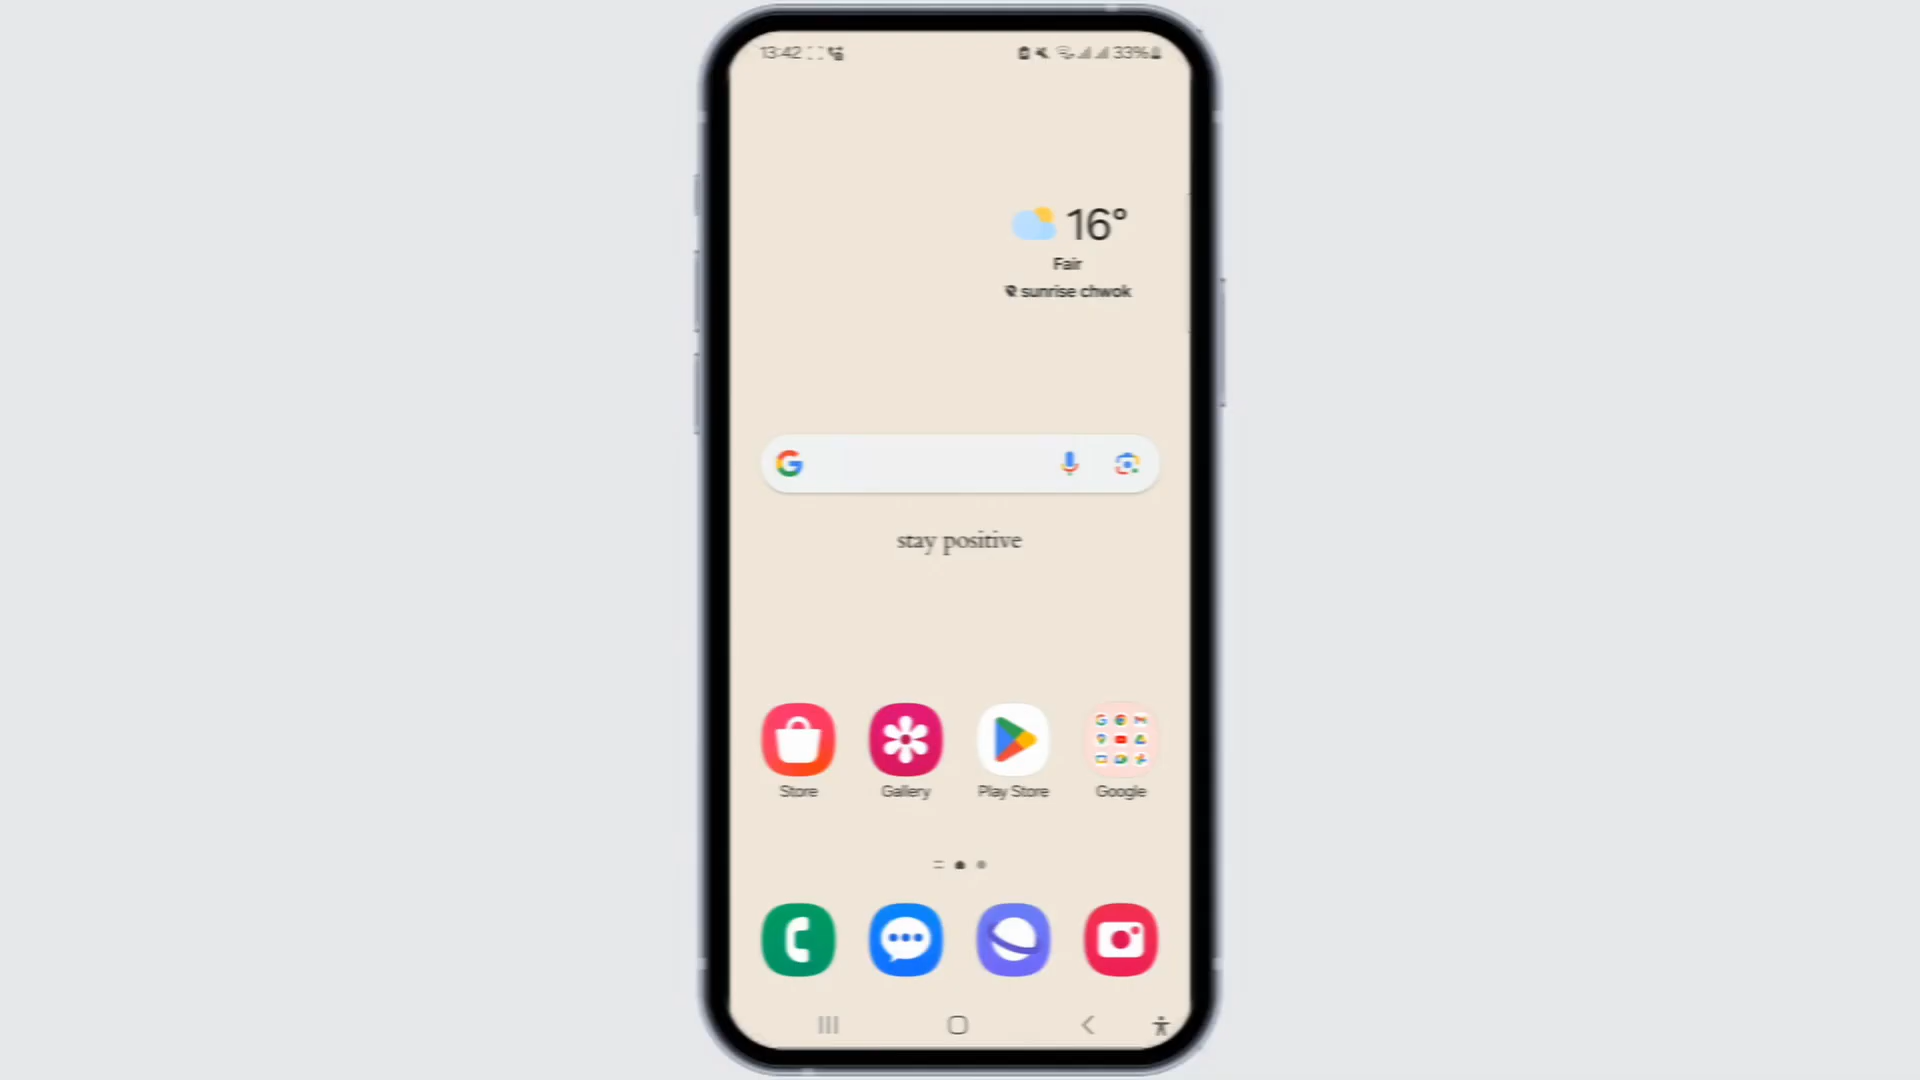 13:42 33%
16°
Fair
sunrise chwok
stay positive
Store Gallery Play Store Google